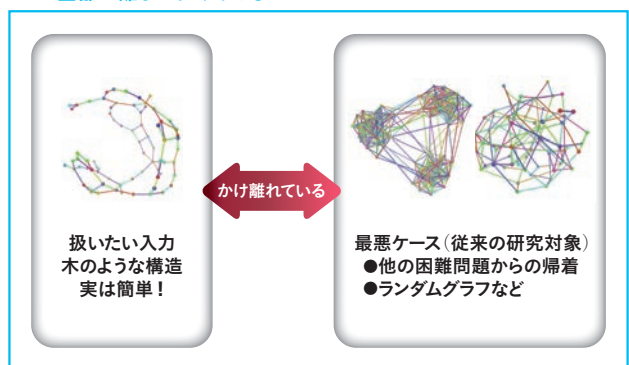 かけ離れている
扱いたい入力
木のような構造
実は簡単！
最悪ケース（従来の研究対象）
●他の困難問題からの帰着
●ランダムグラフなど